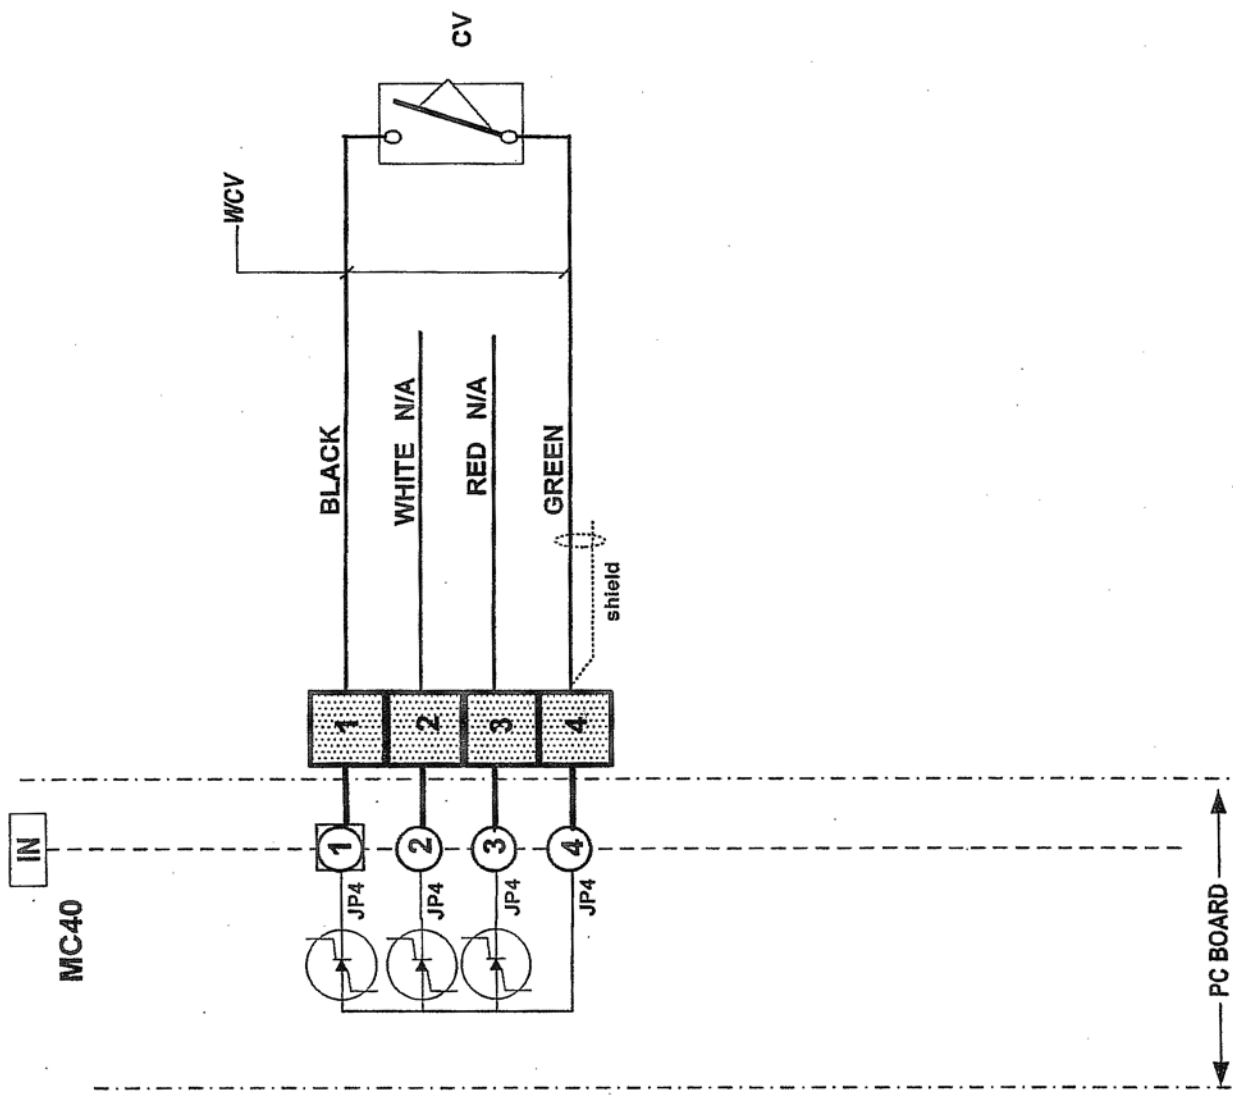 MC40
IN
JP4
1
1
BLACK
WCV
JP4
2
2
WHITE N/A
JP4
3
3
RED N/A
JP4
4
4
GREEN
shield
CV
PC BOARD